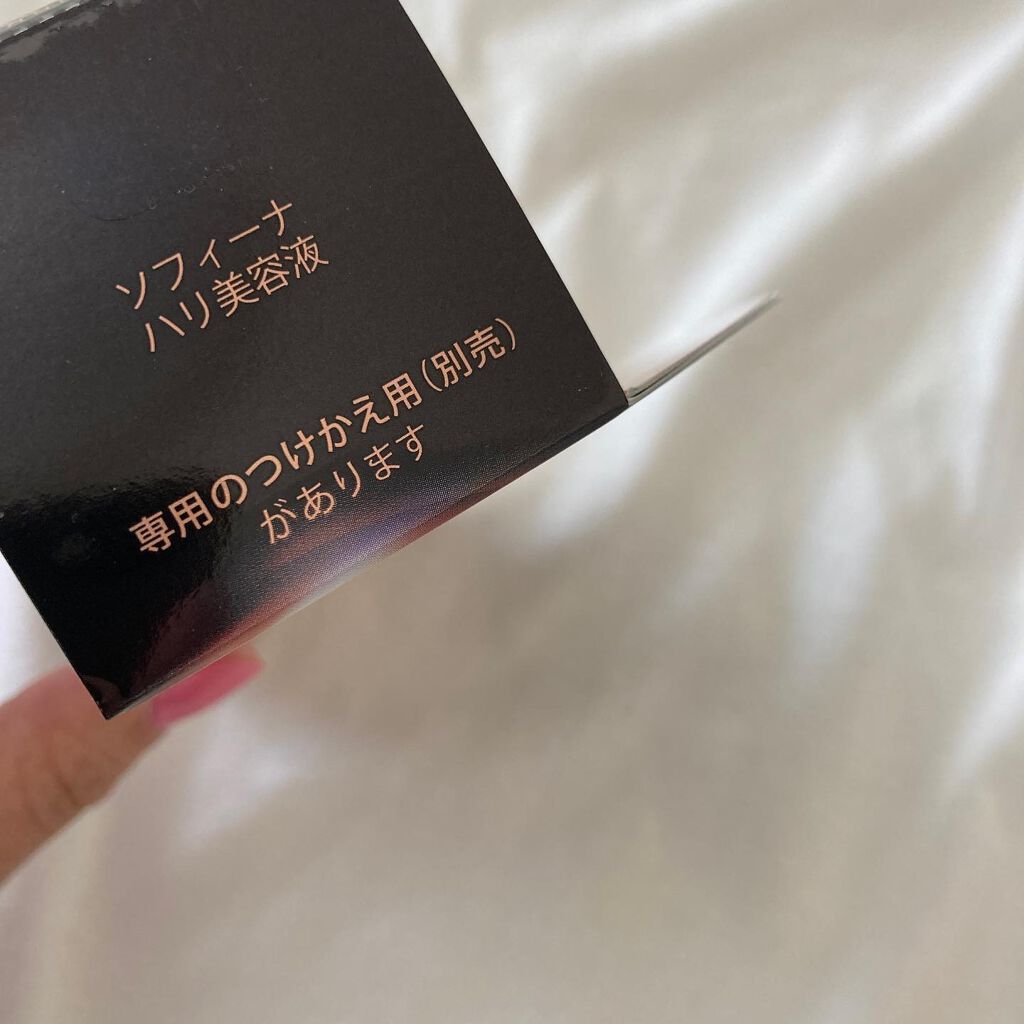 ソフィーナ
ハリ美容液
専用のつけかえ用(別売)
があります